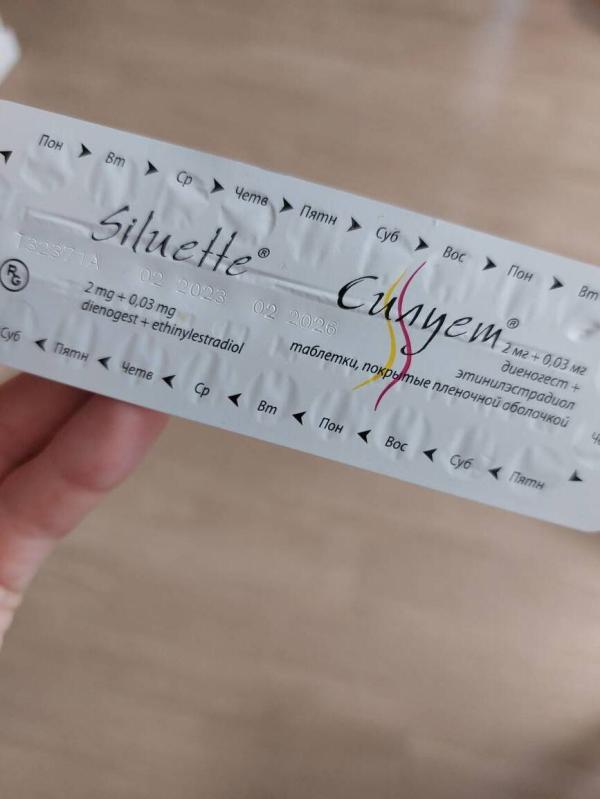 Пон Вт Ср Четв Пятн Суб Вос Пон Вт
Siluette®
T32371A 02 2023 02 2026
RG
2 mg + 0,03 mg
dienogest + ethinylestradiol
Силует®
2 мг + 0,03 мг
диеногест +
этинилэстрадиол
таблетки, покрытые пленочной оболочкой
Суб Пятн Четв Ср Вт Пон Вос Суб Пятн